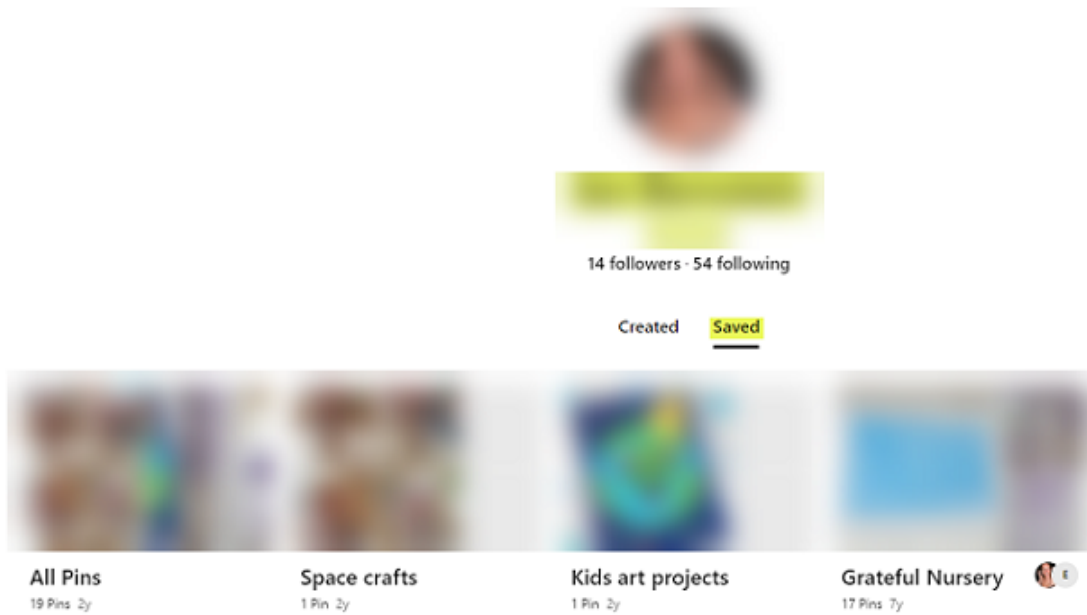 14 followers · 54 following
Created Saved
All Pins
19 Pins 2y
Space crafts
1 Pin 2y
Kids art projects
1 Pin 2y
Grateful Nursery
E
17 Pins 7y